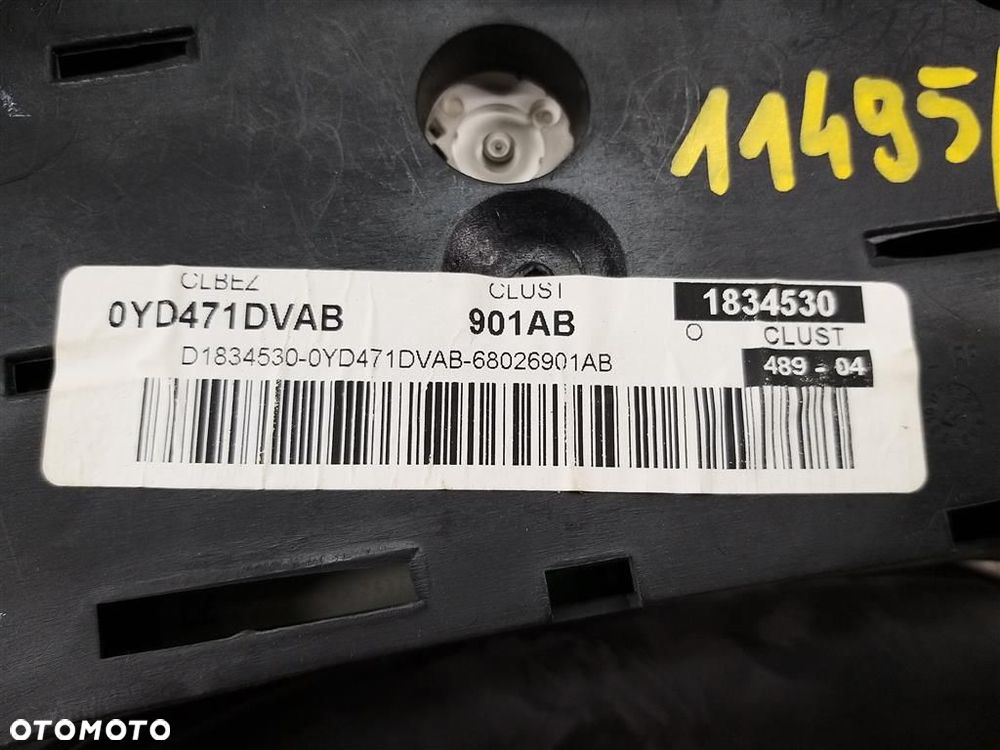 11495
CLBEZ
CLUST
1834530
0YD471DVAB
901AB
O
CLUST
D1834530-0YD471DVAB-68026901AB
489 - 04
OTOMOTO